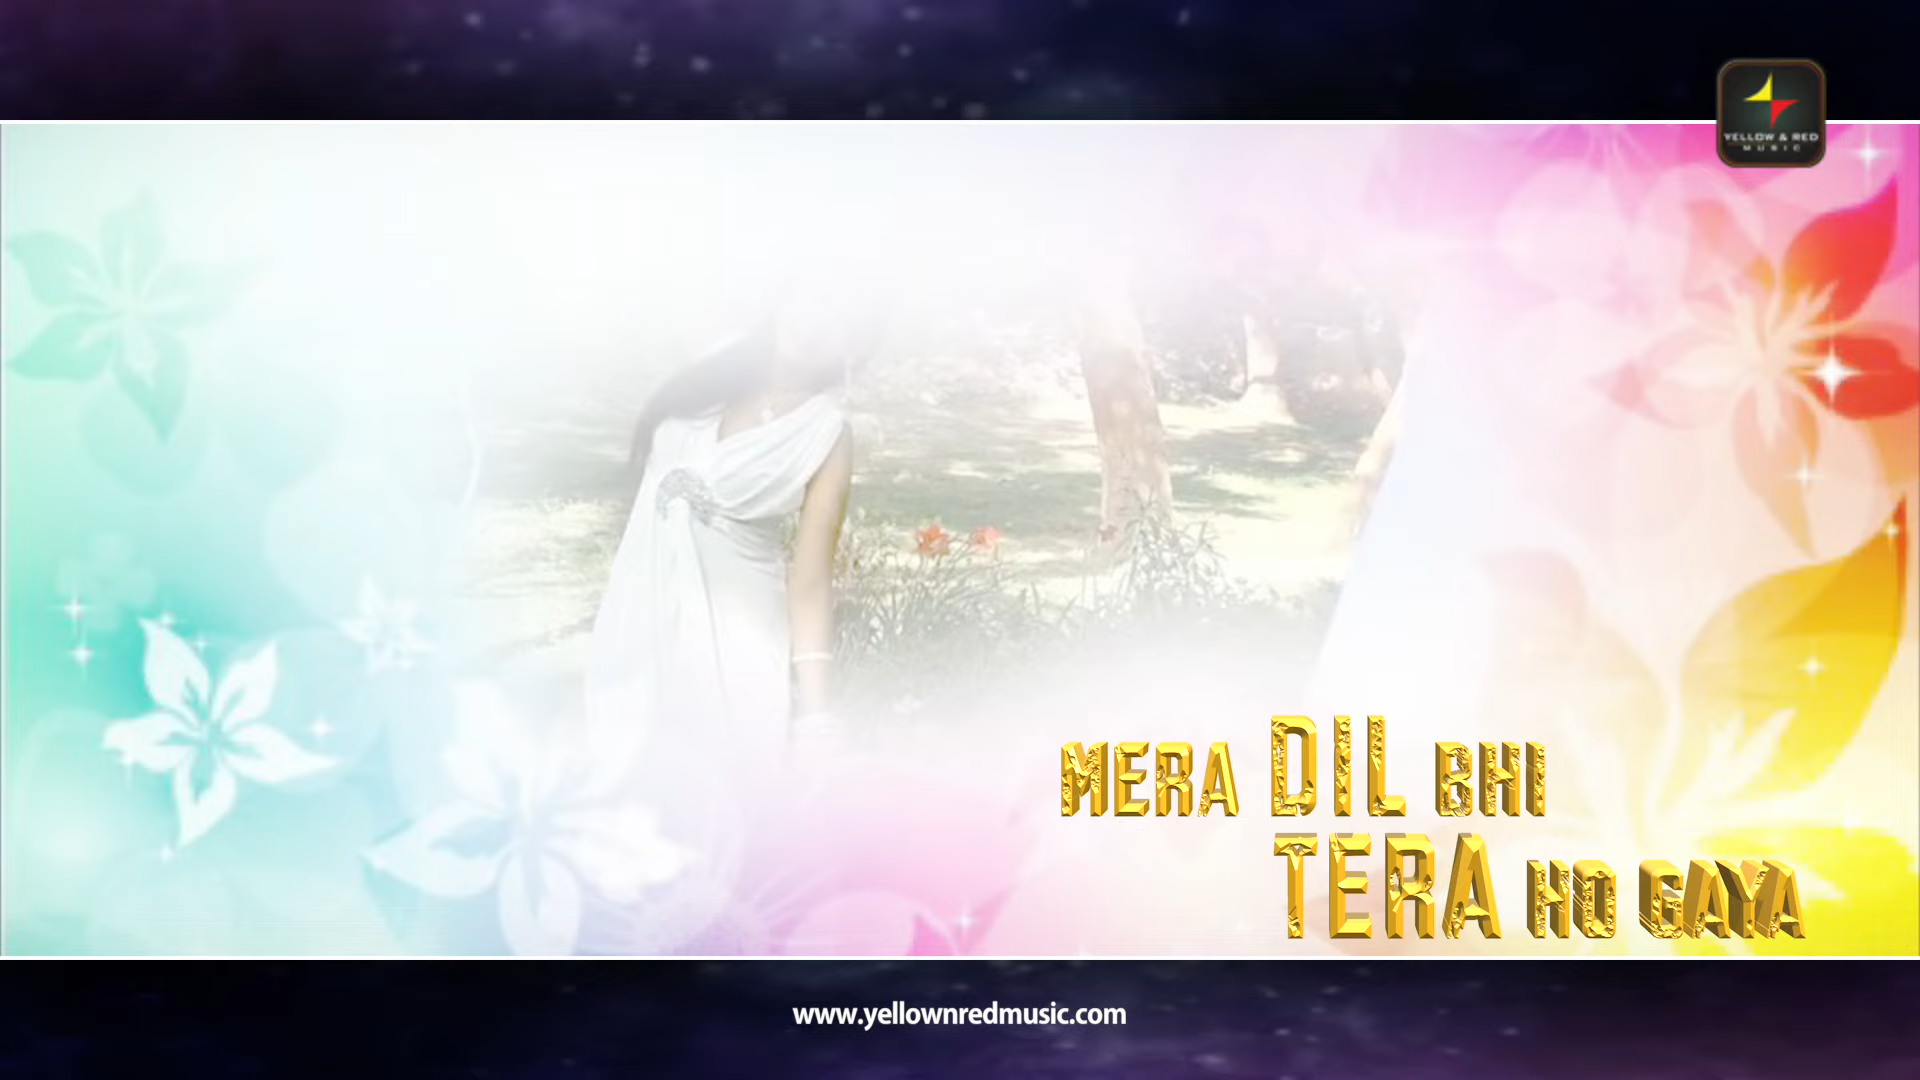 YELLOW & RED
MUSIC
MERA DIL BHI
TERA HO GAYA
www.yellownredmusic.com